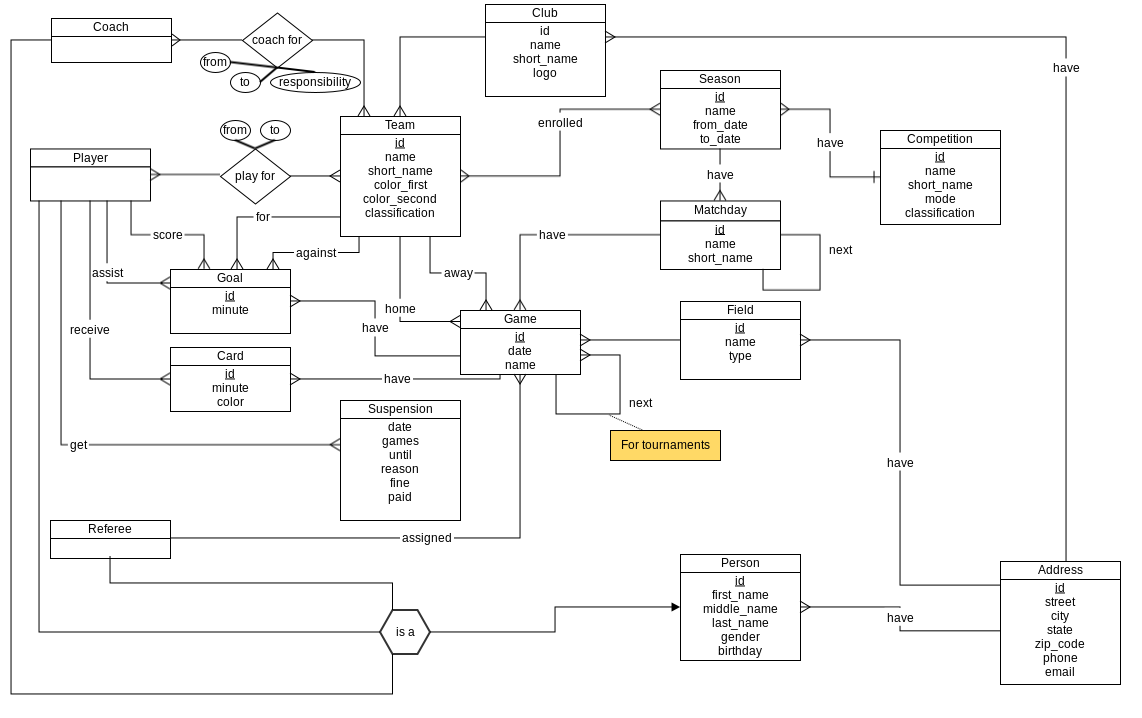 Coach
coach for
from
to
responsibility
Club
id
name
short_name
logo
have
Season
id
name
from_date
to_date
enrolled
have
Competition
id
name
short_name
mode
classification
from
to
Player
play for
Team
id
name
short_name
color_first
color_second
classification
have
Matchday
id
name
short_name
next
have
for
score
against
away
assist
Goal
id
minute
home
have
receive
Game
id
date
name
Field
id
name
type
next
For tournaments
Card
id
minute
color
have
Suspension
date
games
until
reason
fine
paid
get
have
Referee
assigned
is a
Person
id
first_name
middle_name
last_name
gender
birthday
have
Address
id
street
city
state
zip_code
phone
email